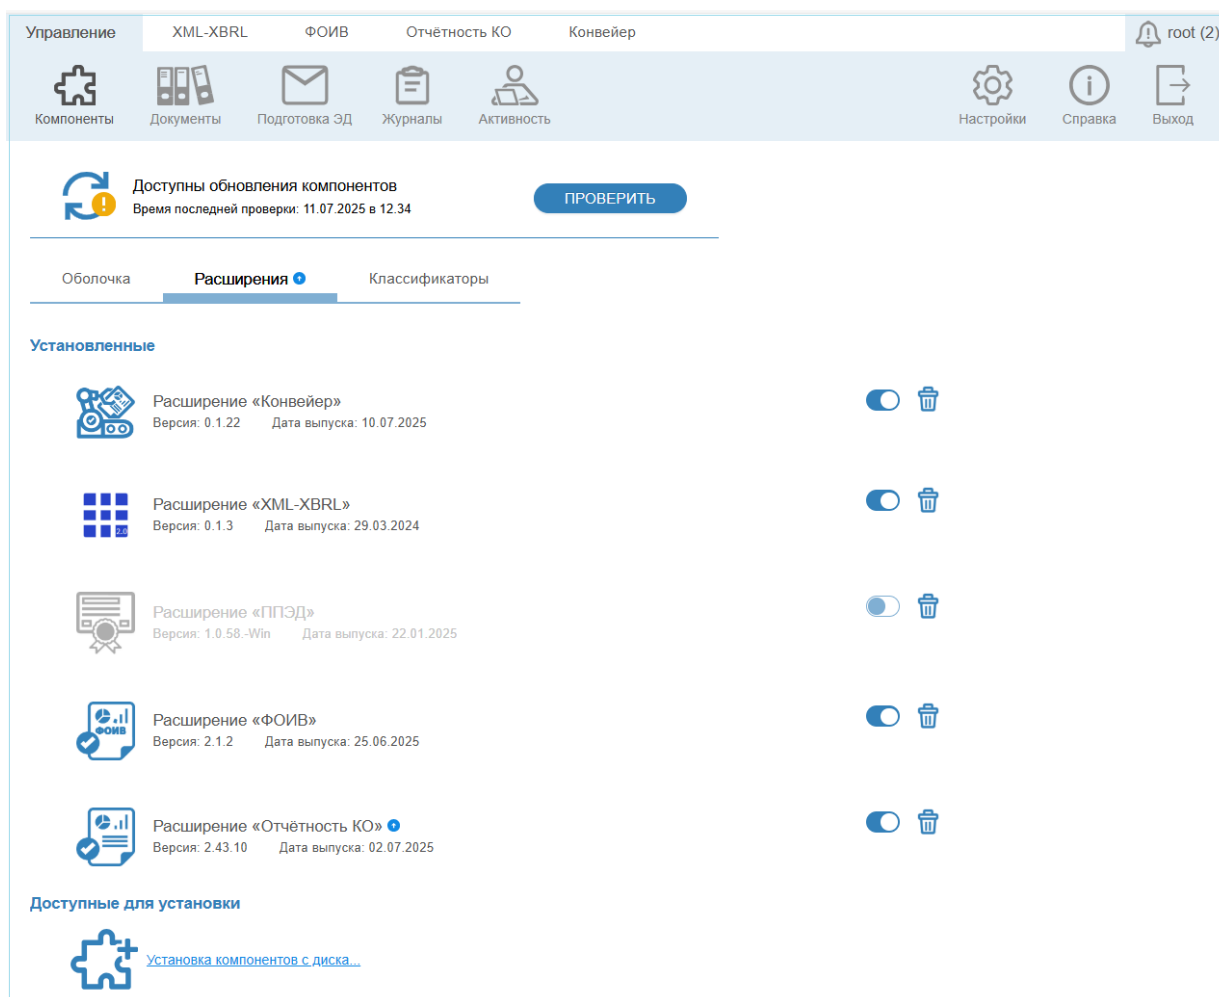 Управление XML-XBRL ФОИВ Отчётность КО Конвейер root (2)
Компоненты Документы Подготовка ЭД Журналы Активность Настройки Справка Выход
Доступны обновления компонентов
Время последней проверки: 11.07.2025 в 12.34
ПРОВЕРИТЬ
Оболочка Расширения Классификаторы
Установленные
Расширение «Конвейер»
Версия: 0.1.22 Дата выпуска: 10.07.2025
Расширение «XML-XBRL»
2.0
Версия: 0.1.3 Дата выпуска: 29.03.2024
Расширение «ППЭД»
Версия: 1.0.58.-Win Дата выпуска: 22.01.2025
Расширение «ФОИВ»
ФОИВ
Версия: 2.1.2 Дата выпуска: 25.06.2025
Расширение «Отчётность КО»
Версия: 2.43.10 Дата выпуска: 02.07.2025
Доступные для установки
Установка компонентов с диска...